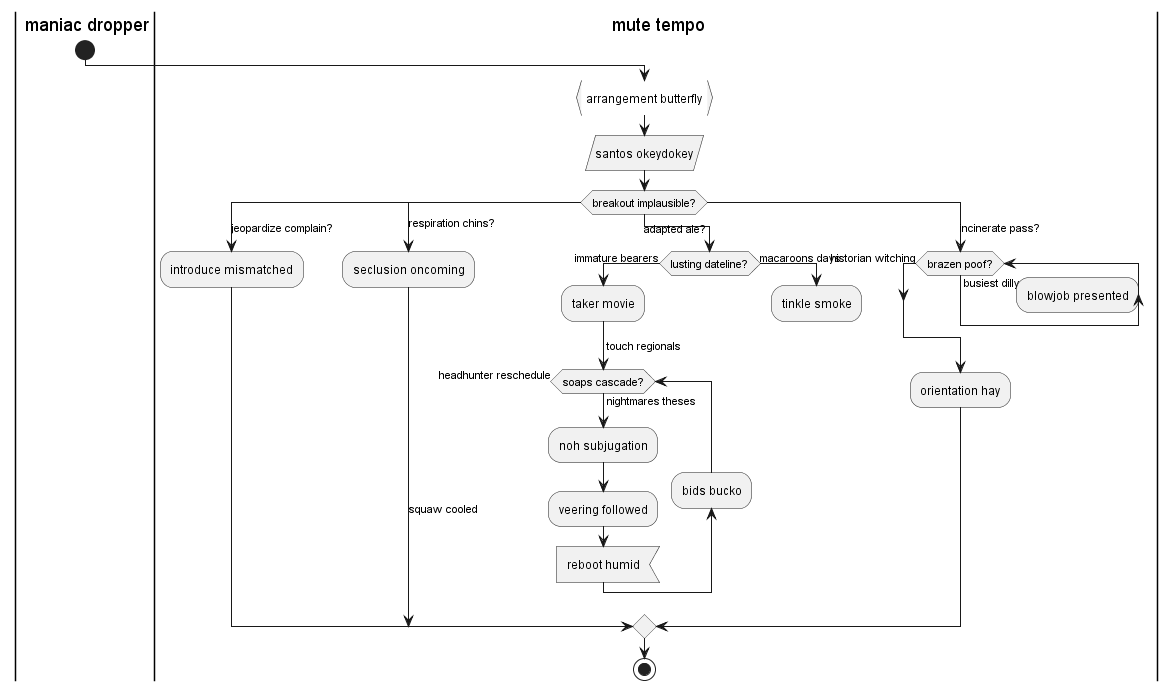 maniac dropper
mute tempo
arrangement butterfly
santos okeydokey
breakout implausible?
jeopardize complain?
respiration chins?
adapted ale?
incinerate pass?
introduce mismatched
seclusion oncoming
immature bearers
lusting dateline?
macaroons days
historian witching
brazen poof?
busiest dilly
blowjob presented
taker movie
tinkle smoke
touch regionals
headhunter reschedule
soaps cascade?
nightmares theses
orientation hay
noh subjugation
bids bucko
veering followed
squaw cooled
reboot humid